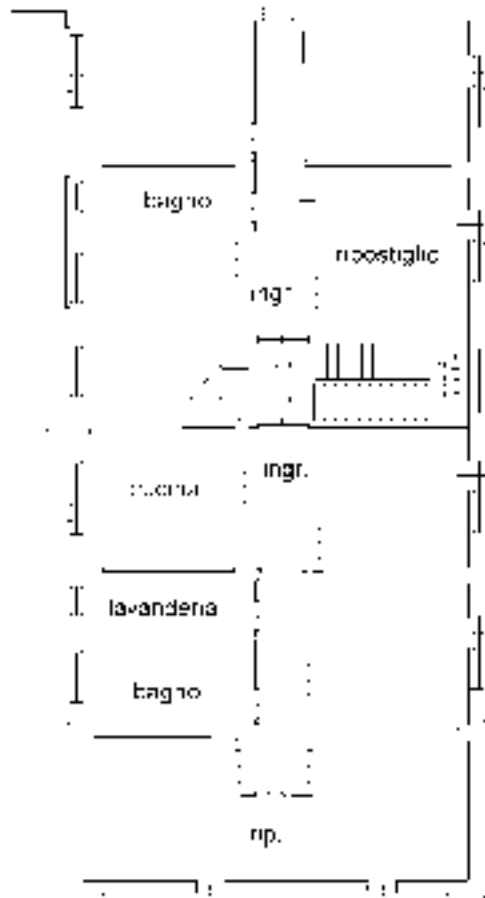 bagno
ripostiglio
ingr.
ingr.
cucina
lavanderia
bagno
rip.